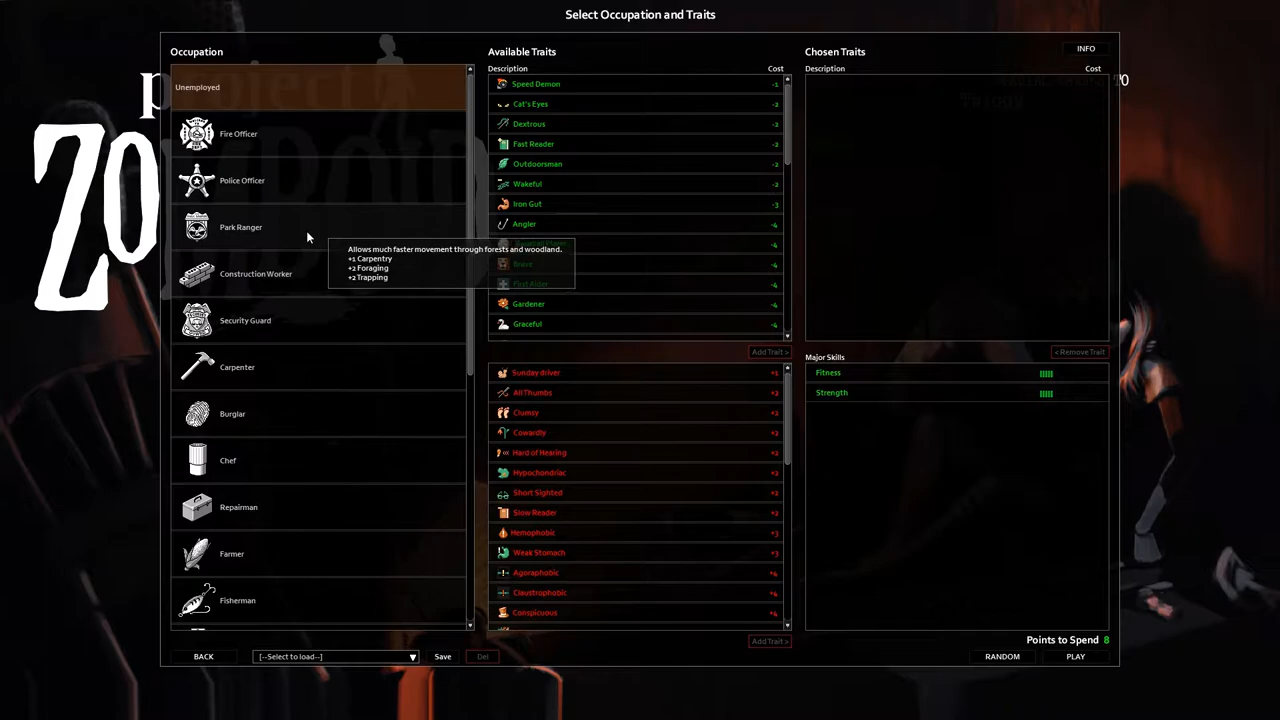 Select Occupation and Traits
Occupation
Available Traits
Chosen Traits
INFO
Description Cost
Description Cost
Unemployed
Fire Officer
Police Officer
Park Ranger
Construction Worker
Security Guard
Carpenter
Burglar
Chef
Repairman
Farmer
Fisherman
Allows much faster movement through forests and woodland.
+1 Carpentry
+2 Foraging
+2 Trapping
Speed Demon -1
Cat's Eyes -2
Dextrous -2
Fast Reader -2
Outdoorsman -2
Wakeful -2
Iron Gut -3
Angler -4
-4
Brave -4
First Aider -4
Gardener -4
Graceful -4
Add Trait >
Sunday driver +1
All Thumbs +2
Clumsy +2
Cowardly +2
Hard of Hearing +2
Hypochondriac +2
Short Sighted +2
Slow Reader +2
Hemophobic +3
Weak Stomach +3
Agoraphobic +4
Claustrophobic +4
Conspicuous +4
Add Trait >
< Remove Trait
Major Skills
Fitness
Strength
Points to Spend 8
BACK
[--Select to load--]
Save
Del
RANDOM
PLAY